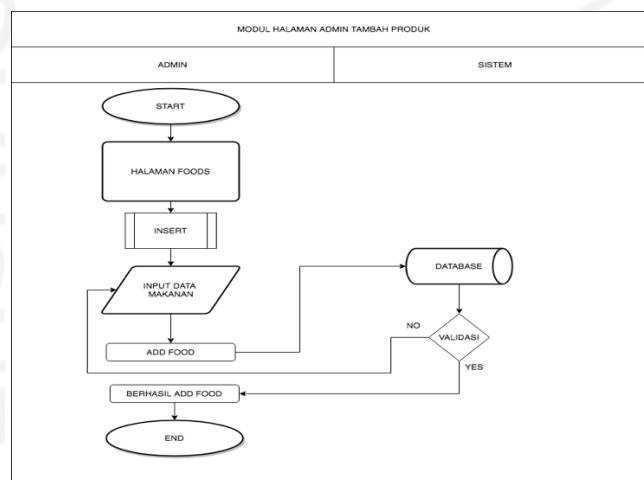 MODUL HALAMAN ADMIN TAMBAH PRODUK
ADMIN
SISTEM
START
HALAMAN FOODS
INSERT
INPUT DATA
MAKANAN
DATABASE
ADD FOOD
NO
VALIDASI
YES
BERHASIL ADD FOOD
END